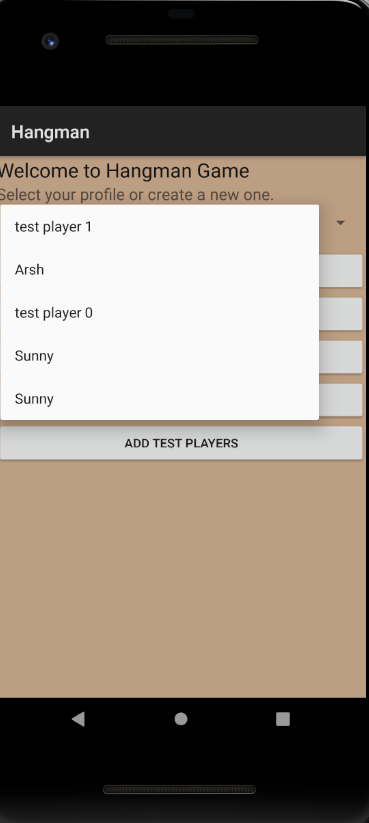 Hangman
Welcome to Hangman Game
Select your profile or create a new one.
test player 1
Arsh
test player 0
Sunny
Sunny
ADD TEST PLAYERS